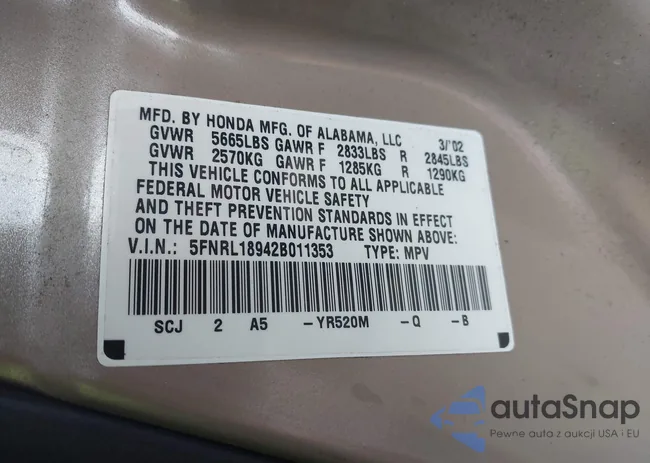 MFD. BY HONDA MFG. OF ALABAMA, LLC 3/'02
GVWR 5665LBS GAWR F 2833LBS R 2845LBS
GVWR 2570KG GAWR F 1285KG R 1290KG
THIS VEHICLE CONFORMS TO ALL APPLICABLE
FEDERAL MOTOR VEHICLE SAFETY
AND THEFT PREVENTION STANDARDS IN EFFECT
ON THE DATE OF MANUFACTURE SHOWN ABOVE:
V.I.N.: 5FNRL18942B011353 TYPE: MPV
SCJ 2 A5 -YR520M -Q -B
autaSnap
Pewne auta z aukcji USA i EU